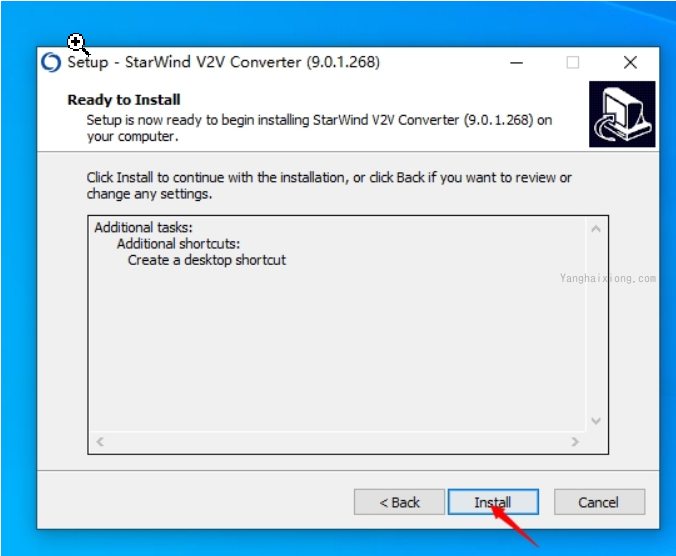 Setup - StarWind V2V Converter (9.0.1.268)
Ready to Install
Setup is now ready to begin installing StarWind V2V Converter (9.0.1.268) on
your computer.
Click Install to continue with the installation, or click Back if you want to review or
change any settings.
Additional tasks:
Additional shortcuts:
Create a desktop shortcut
Yanghaixiong.com
< Back
Install
Cancel